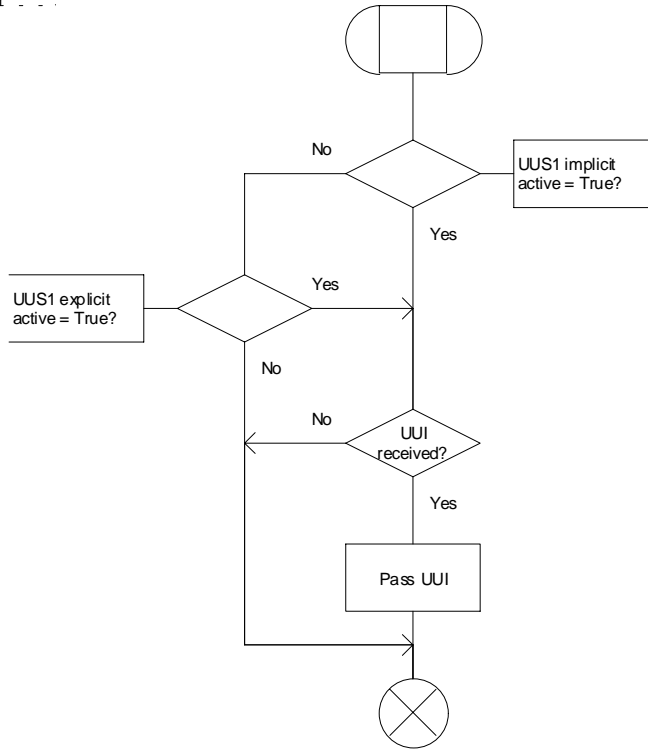 No
UUS1 implicit
active = True?
Yes
UUS1 explicit
active = True?
Yes
No
No
UUI
received?
Yes
Pass UUI